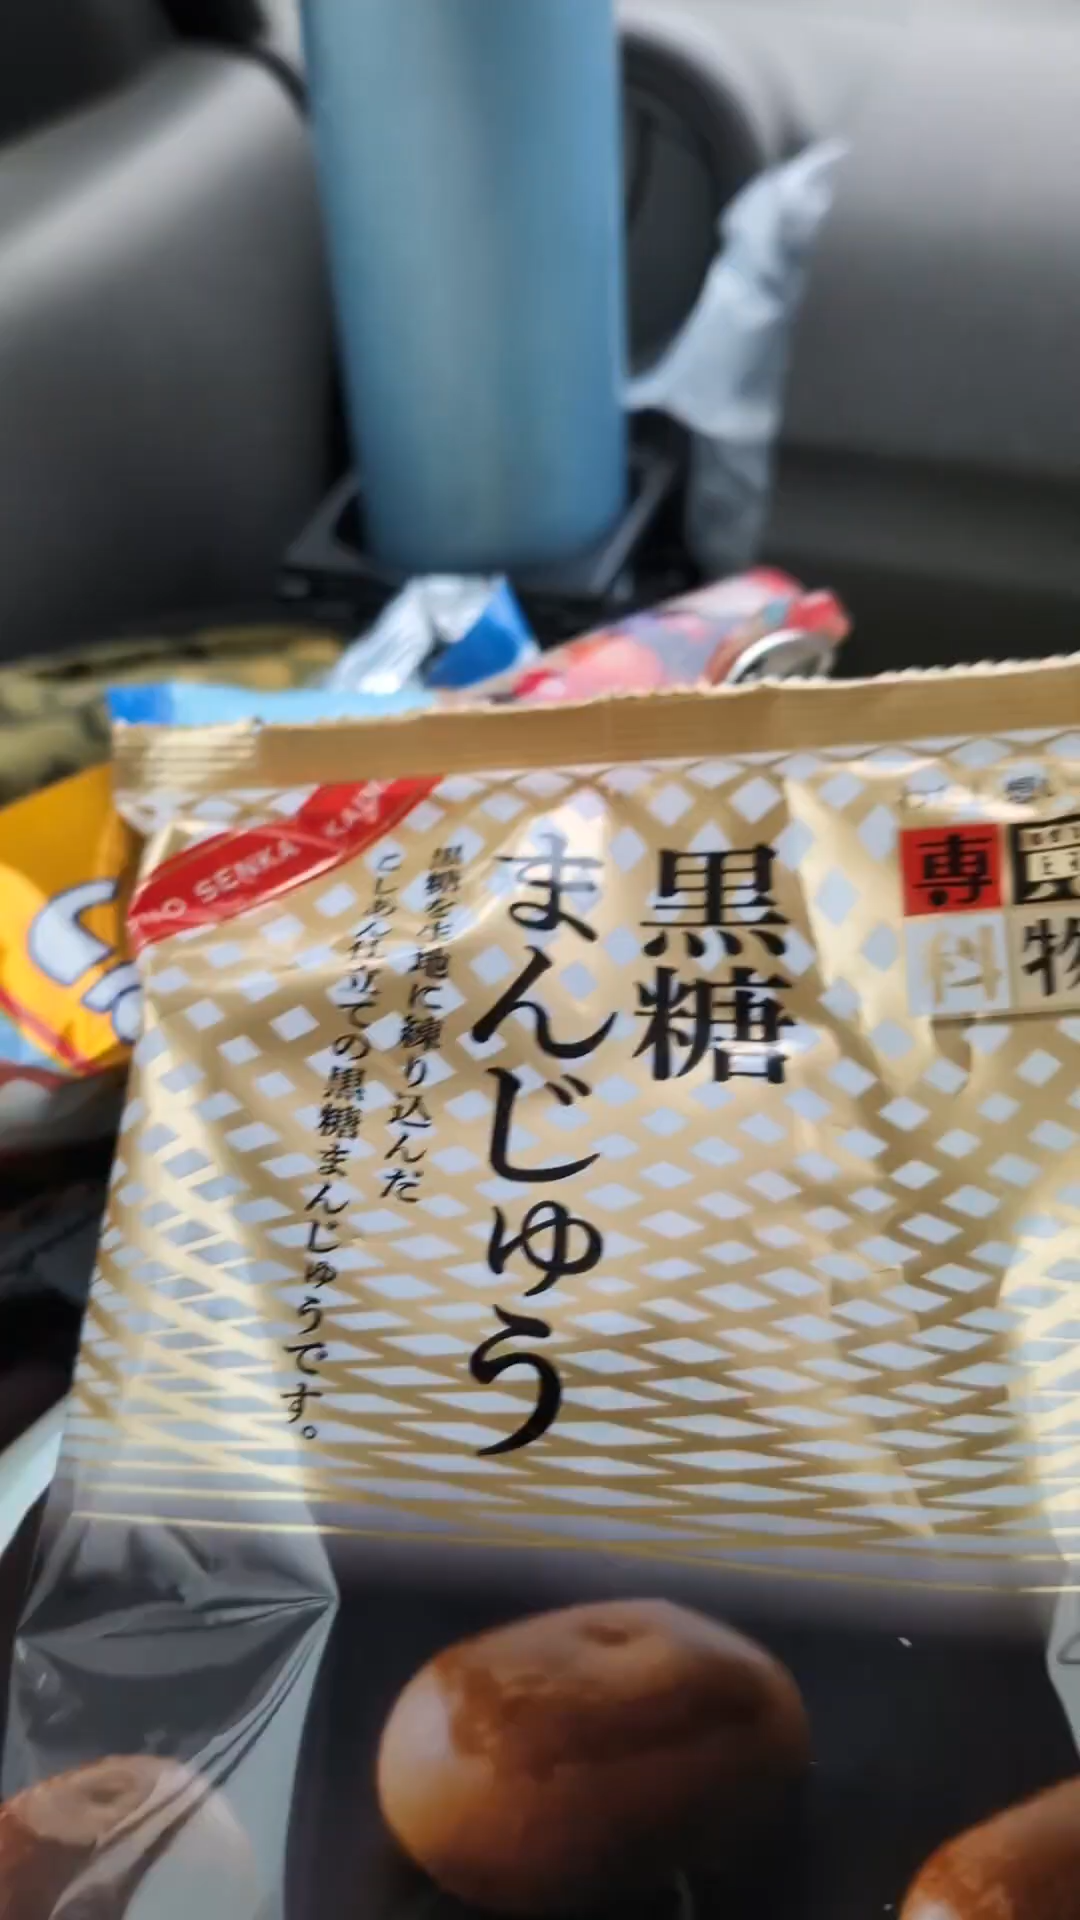 黒糖
まんじゅう
黒糖を生地に練り込んだ
こしあん仕立ての黒糖まんじゅうです。
SENKA
専
物